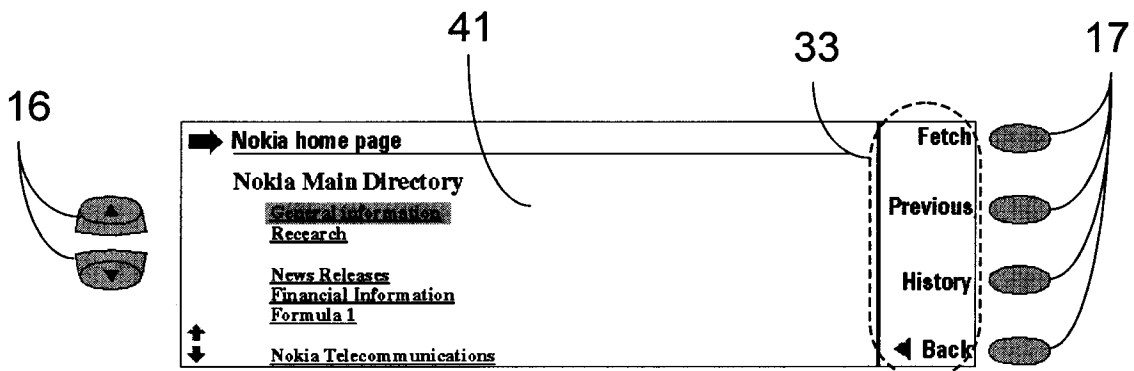 41
33
17
16
Nokia home page
Fetch
Nokia Main Directory
General information
Previous
Recearch
News Releases
History
Financial Information
Formula 1
Back
Nokia Telecommunications